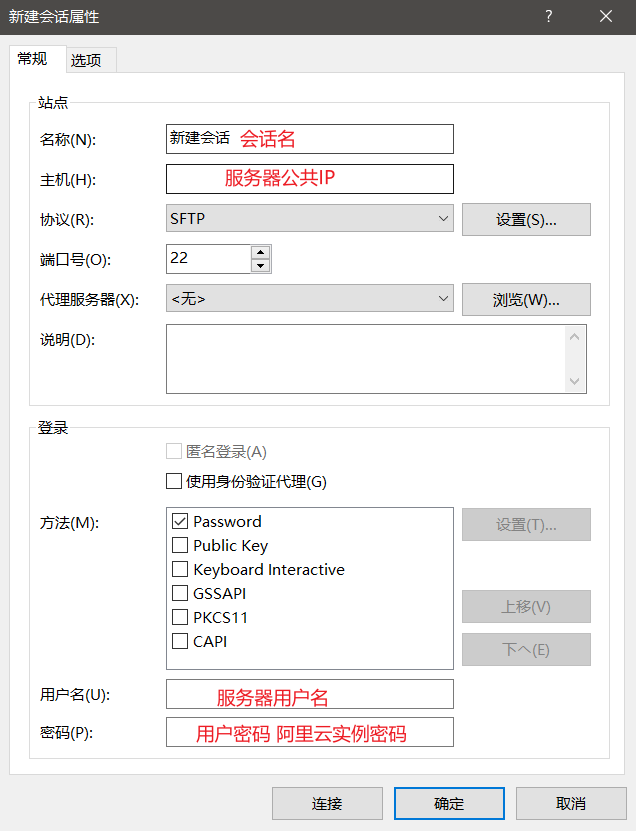 新建会话属性 ?
常规 选项
站点
名称(N): 新建会话 会话名
主机(H): 服务器公共IP
协议(R): SFTP 设置(S)...
端口号(O): 22
代理服务器(X): <无> 浏览(W)...
说明(D):
登录
匿名登录(A)
使用身份验证代理(G)
方法(M): Password 设置(T)...
Public Key
Keyboard Interactive
GSSAPI
上移(V)
PKCS11
CAPI 下へ(E)
用户名(U): 服务器用户名
密码(P): 用户密码 阿里云实例密码
连接 确定 取消